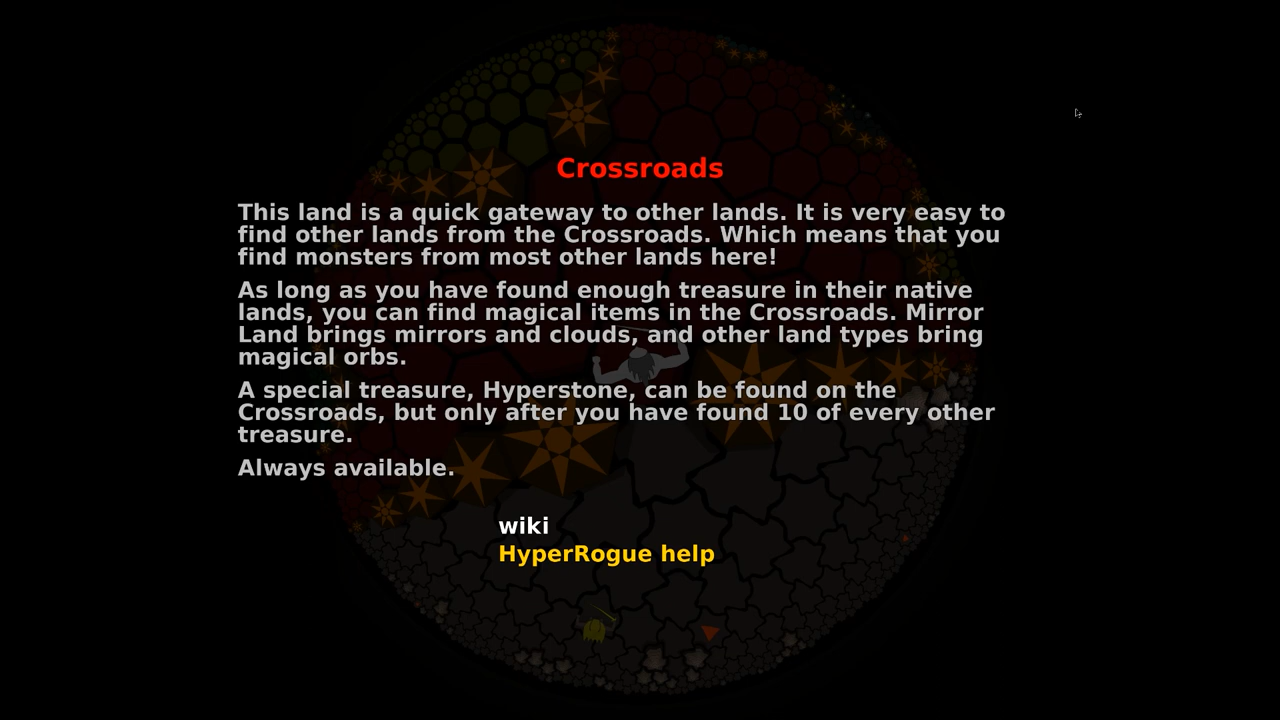 Crossroads
This land is a quick gateway to other lands. It is very easy to
find other lands from the Crossroads. Which means that you
find monsters from most other lands here!
As long as you have found enough treasure in their native
lands, you can find magical items in the Crossroads. Mirror
Land brings mirrors and clouds, and other land types bring
magical orbs.
A special treasure, Hyperstone, can be found on the
Crossroads, but only after you have found 10 of every other
treasure.
Always available.
wiki
HyperRogue help